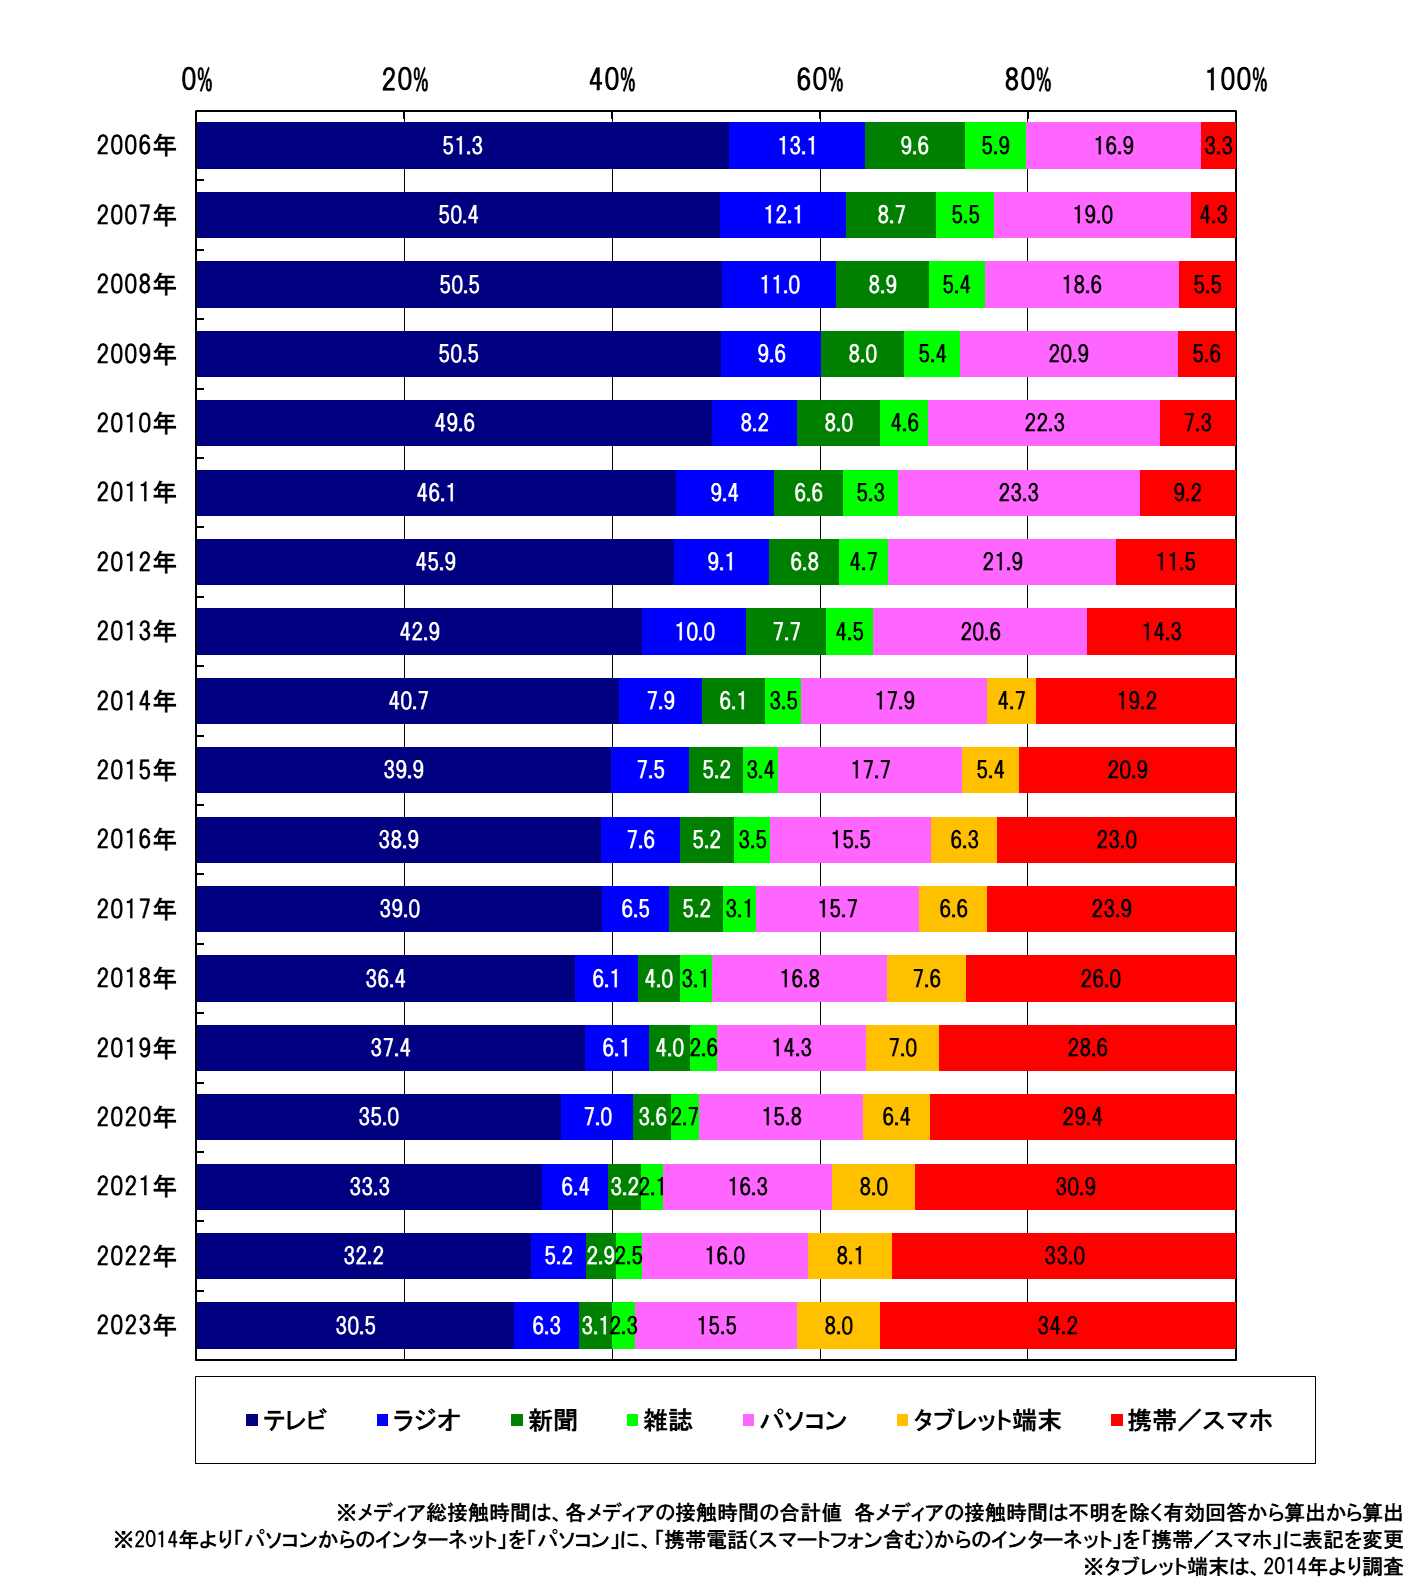 0% 20% 40% 60% 80% 100%
2006年 51.3 13.1 9.6 5.9 16.9 3.3
2007年 50.4 12.1 8.7 5.5 19.0 4.3
2008年 50.5 11.0 8.9 5.4 18.6 5.5
2009年 50.5 9.6 8.0 5.4 20.9 5.6
2010年 49.6 8.2 8.0 4.6 22.3 7.3
2011年 46.1 9.4 6.6 5.3 23.3 9.2
2012年 45.9 9.1 6.8 4.7 21.9 11.5
2013年 42.9 10.0 7.7 4.5 20.6 14.3
2014年 40.7 7.9 6.1 3.5 17.9 4.7 19.2
2015年 39.9 7.5 5.2 3.4 17.7 5.4 20.9
2016年 38.9 7.6 5.2 3.5 15.5 6.3 23.0
2017年 39.0 6.5 5.2 3.1 15.7 6.6 23.9
2018年 36.4 6.1 4.0 3.1 16.8 7.6 26.0
2019年 37.4 6.1 4.0 2.6 14.3 7.0 28.6
2020年 35.0 7.0 3.6 2.7 15.8 6.4 29.4
2021年 33.3 6.4 3.2 2.1 16.3 8.0 30.9
2022年 32.2 5.2 2.9 2.5 16.0 8.1 33.0
2023年 30.5 6.3 3.1 2.3 15.5 8.0 34.2
テレビ ラジオ 新聞 雑誌 パソコン タブレット端末 携帯／スマホ
※メディア総接触時間は、各メディアの接触時間の合計値 各メディアの接触時間は不明を除く有効回答から算出から算出
※2014年より「パソコンからのインターネット」を「パソコン」に、「携帯電話（スマートフォン含む）からのインターネット」を「携帯／スマホ」に表記を変更
※タブレット端末は、2014年より調査